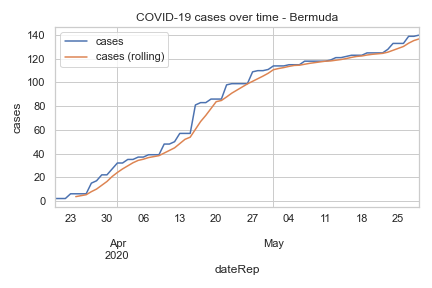 COVID-19 cases over time - Bermuda
cases
cases (rolling)
140
120
100
80
60
40
20
0
cases
23 30 06 13 20 27 04 11 18 25
Apr May
2020
dateRep